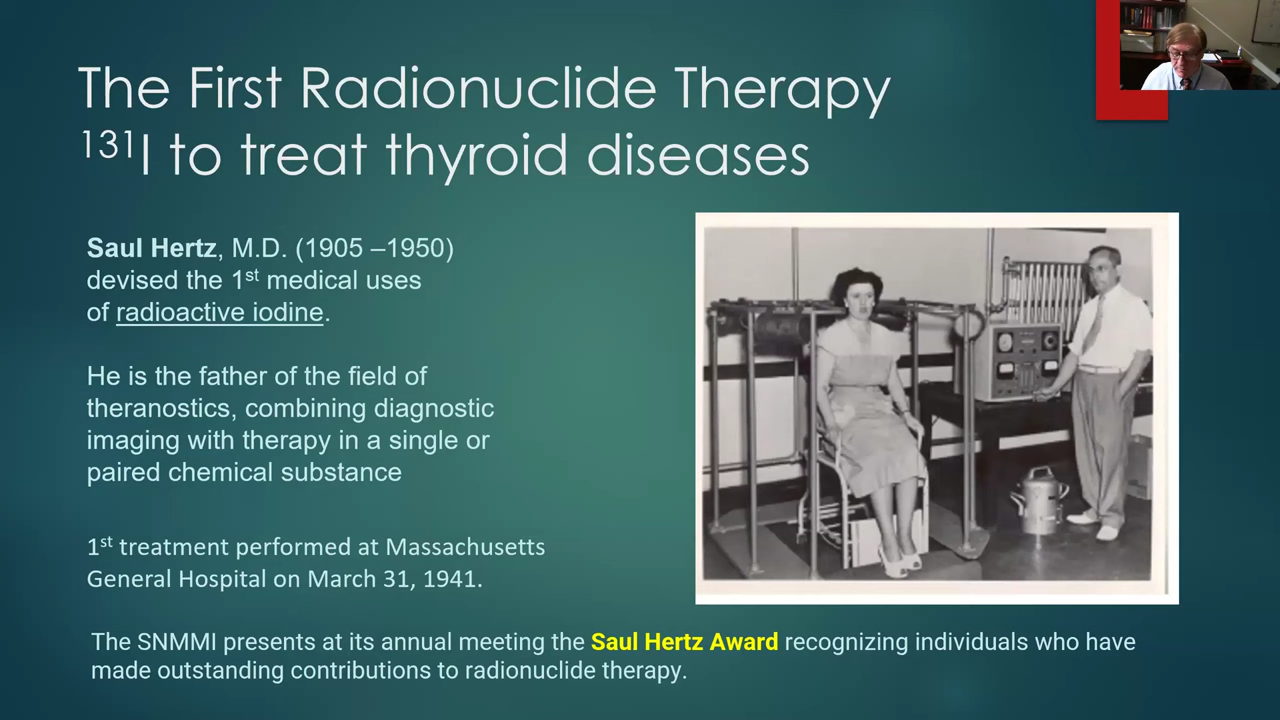 The First Radionuclide Therapy
¹³¹I to treat thyroid diseases
Saul Hertz, M.D. (1905 –1950)
devised the 1st medical uses
of radioactive iodine.
He is the father of the field of
theranostics, combining diagnostic
imaging with therapy in a single or
paired chemical substance
1st treatment performed at Massachusetts
General Hospital on March 31, 1941.
The SNMMI presents at its annual meeting the Saul Hertz Award recognizing individuals who have
made outstanding contributions to radionuclide therapy.